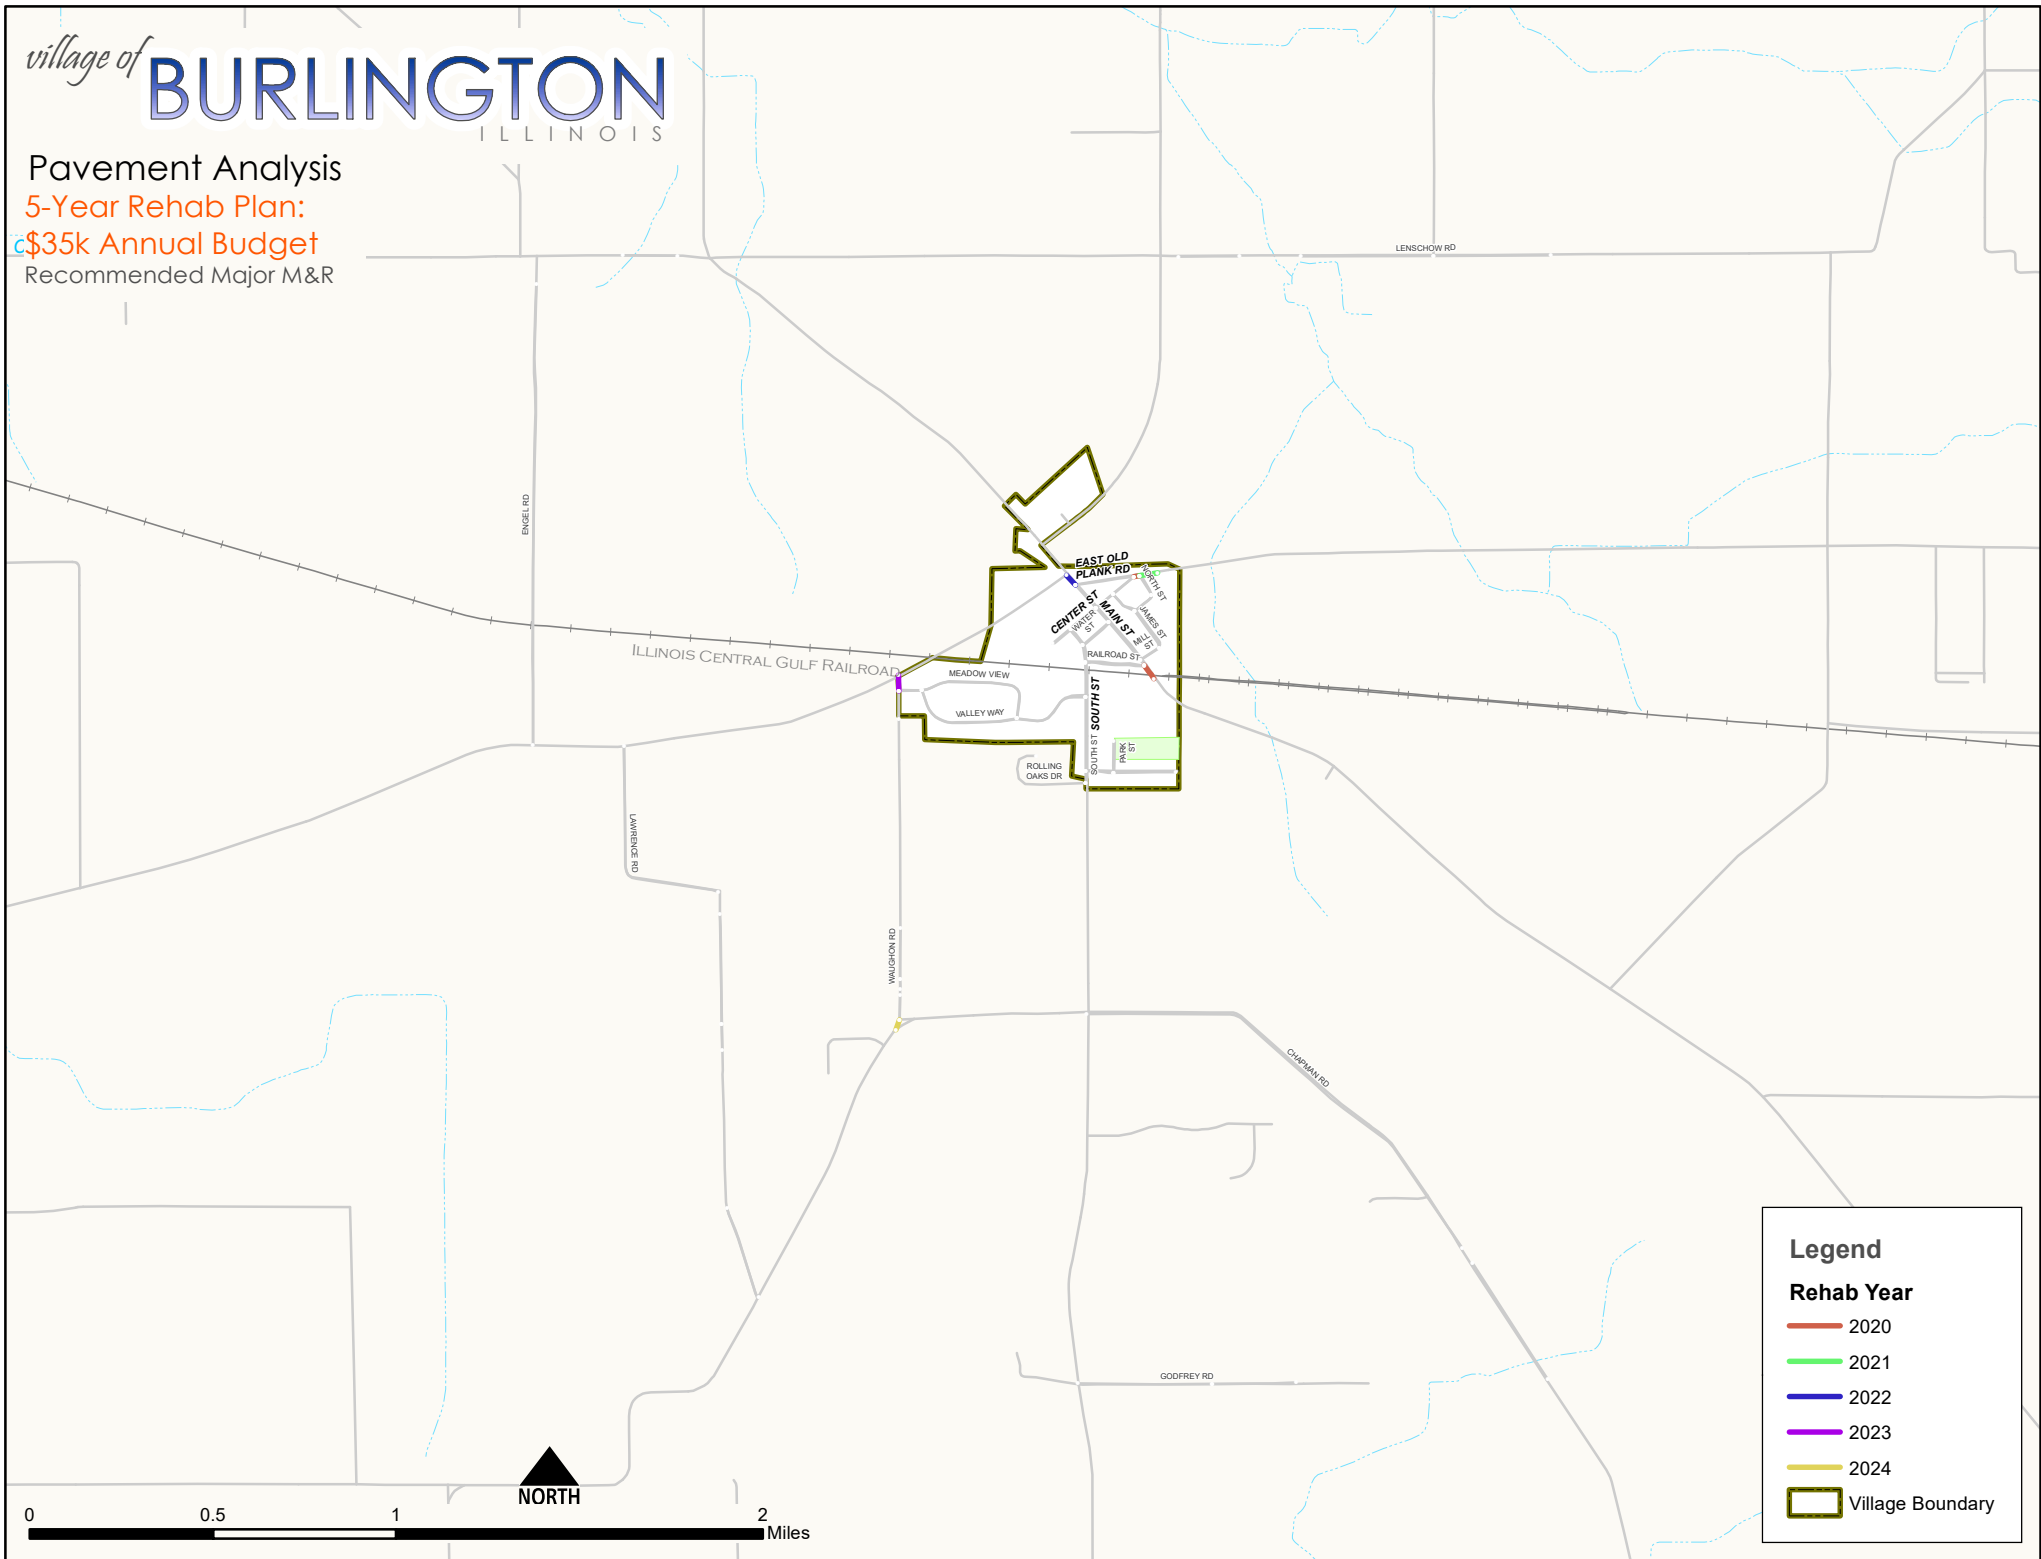 village of
BURLINGTON
ILLINOIS
Pavement Analysis
5-Year Rehab Plan:
$35k Annual Budget
Recommended Major M&R
LENSCHOW RD
ENGEL RD
EAST OLD
PLANK RD
NORTH ST
CENTER ST
WATER
ST
MAIN ST
JAMES ST
MILL
ST
RAILROAD ST
ILLINOIS CENTRAL GULF RAILROAD
MEADOW VIEW
VALLEY WAY
SOUTH ST
SOUTH ST
PARK
ST
ROLLING
OAKS DR
LAWRENCE RD
WAUGHON RD
CHAPMAN RD
GODFREY RD
NORTH
0 0.5 1 2
Miles
Legend
Rehab Year
2020
2021
2022
2023
2024
Village Boundary